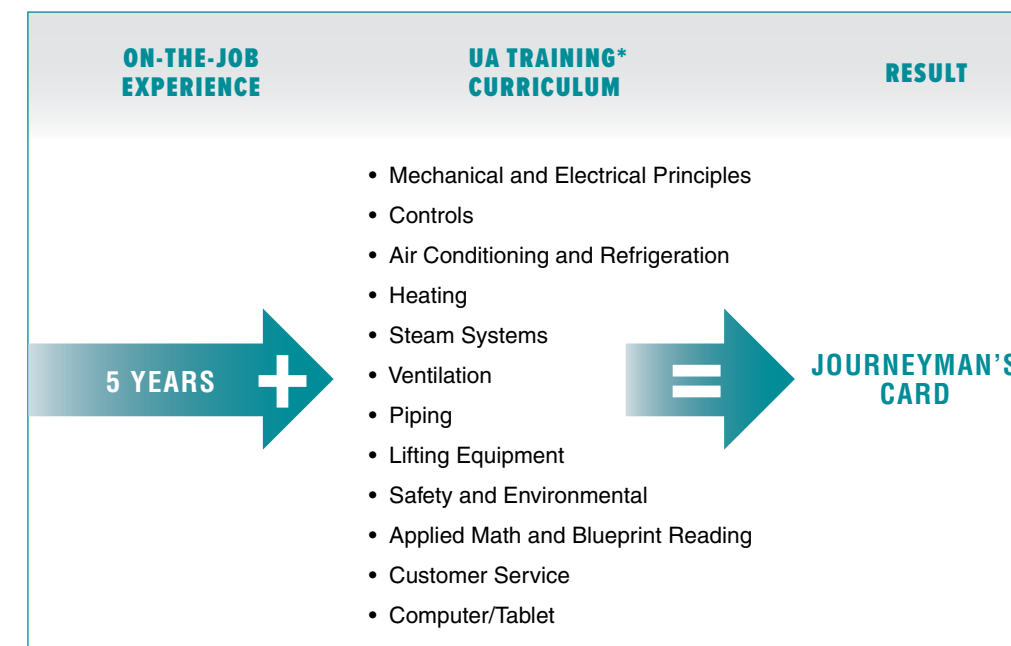 ON-THE-JOB
EXPERIENCE
UA TRAINING*
CURRICULUM
RESULT
5 YEARS +
• Mechanical and Electrical Principles
• Controls
• Air Conditioning and Refrigeration
• Heating
• Steam Systems
• Ventilation
• Piping
• Lifting Equipment
• Safety and Environmental
• Applied Math and Blueprint Reading
• Customer Service
• Computer/Tablet
=
JOURNEYMAN'S
CARD